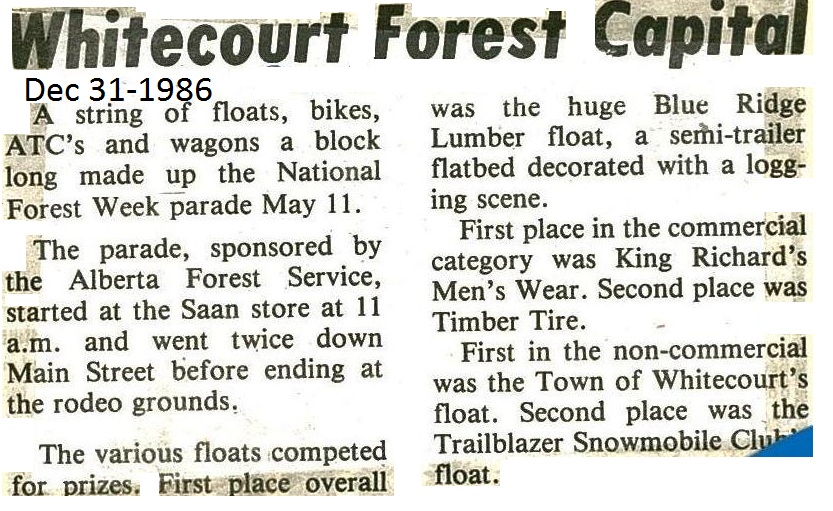 Whitecourt Forest Capital
Dec 31-1986
A string of floats, bikes,
ATC's and wagons a block
long made up the National
Forest Week parade May 11.
The parade, sponsored by
the Alberta Forest Service,
started at the Saan store at 11
a.m. and went twice down
Main Street before ending at
the rodeo grounds.
The various floats competed
for prizes. First place overall
was the huge Blue Ridge
Lumber float, a semi-trailer
flatbed decorated with a logg-
ing scene.
First place in the commercial
category was King Richard's
Men's Wear. Second place was
Timber Tire.
First in the non-commercial
was the Town of Whitecourt's
float. Second place was the
Trailblazer Snowmobile Club's
float.